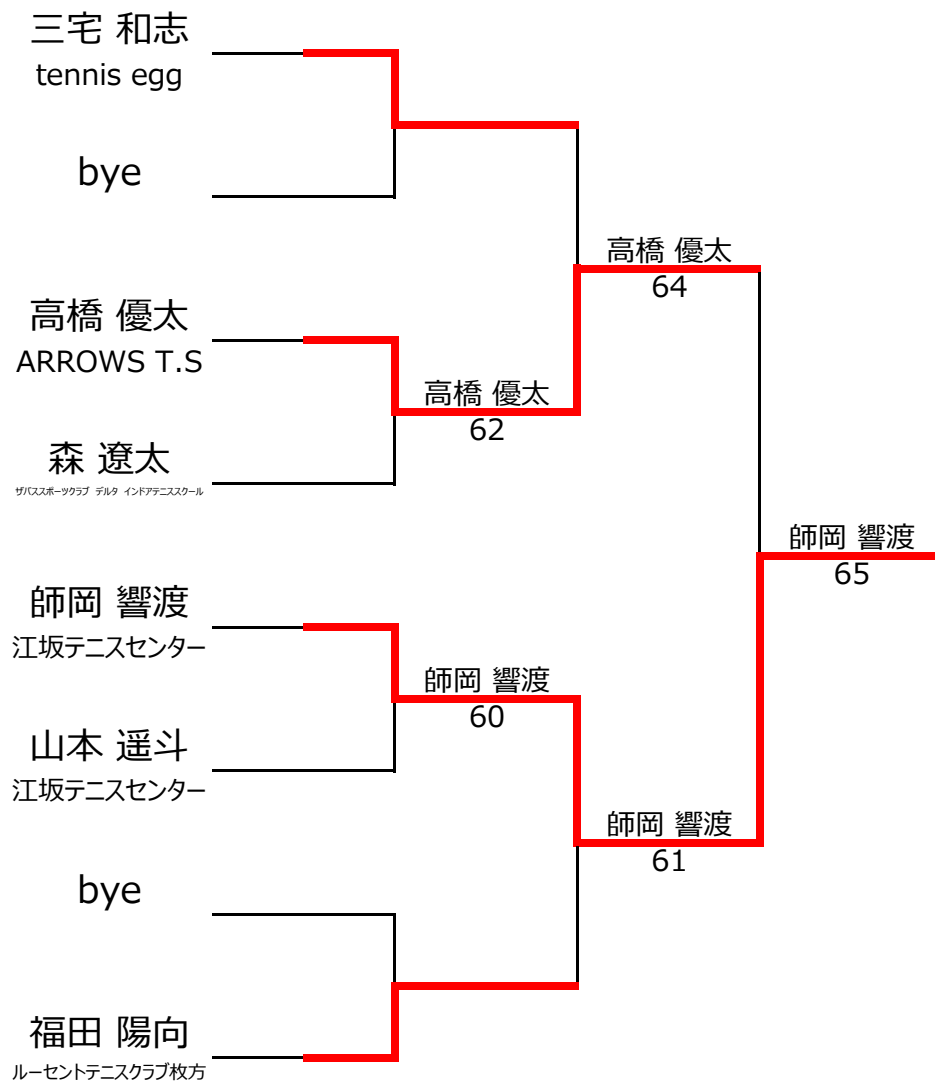 三宅 和志
tennis egg
bye
高橋 優太
64
高橋 優太
ARROWS T.S
高橋 優太
62
森 遼太
ザバススポーツクラブ デルタ インドアテニススクール
師岡 響渡
65
師岡 響渡
江坂テニスセンター
師岡 響渡
60
山本 遥斗
江坂テニスセンター
師岡 響渡
61
bye
福田 陽向
ルーセントテニスクラブ枚方